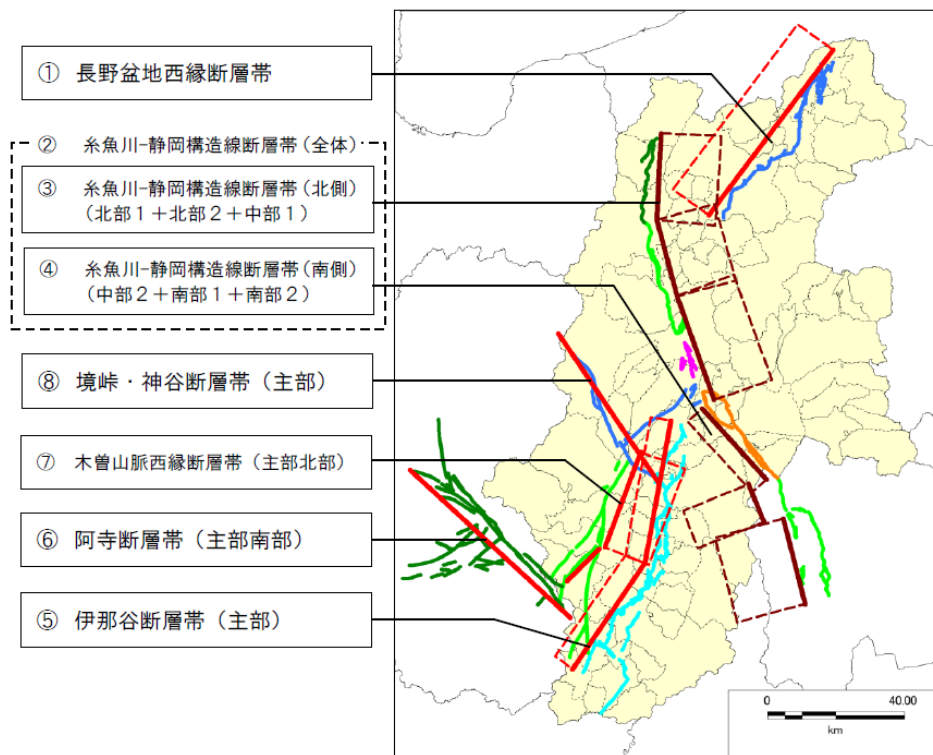 ① 長野盆地西縁断層帯
② 糸魚川-静岡構造線断層帯(全体)
③ 糸魚川-静岡構造線断層帯(北側)
(北部1+北部2+中部1)
④ 糸魚川-静岡構造線断層帯(南側)
(中部2+南部1+南部2)
⑧ 境峠・神谷断層帯(主部)
⑦ 木曽山脈西縁断層帯(主部北部)
⑥ 阿寺断層帯(主部南部)
⑤ 伊那谷断層帯(主部)
0 40.00
km